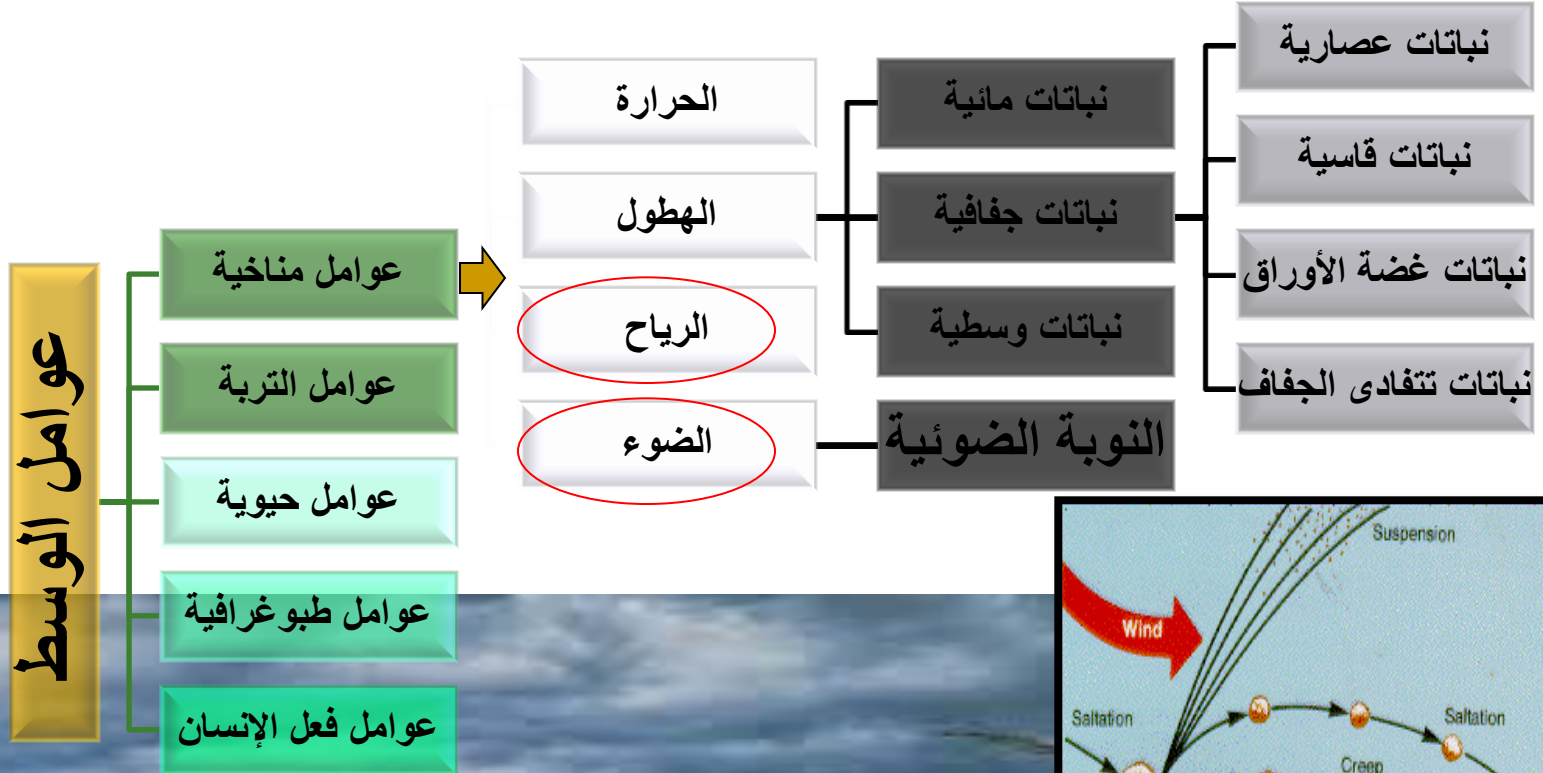 عوامل الوسط
عوامل مناخية
عوامل التربة
عوامل حيوية
عوامل طبوغرافية
عوامل فعل الإنسان
الحرارة
الهطول
الرياح
الضوء
نباتات مائية
نباتات جفافية
نباتات وسطية
النوبة الضوئية
نباتات عصارية
نباتات قاسية
نباتات غضة الأوراق
نباتات تتفادى الجفاف
Suspension
Wind
Saltation
Saltation
Creep